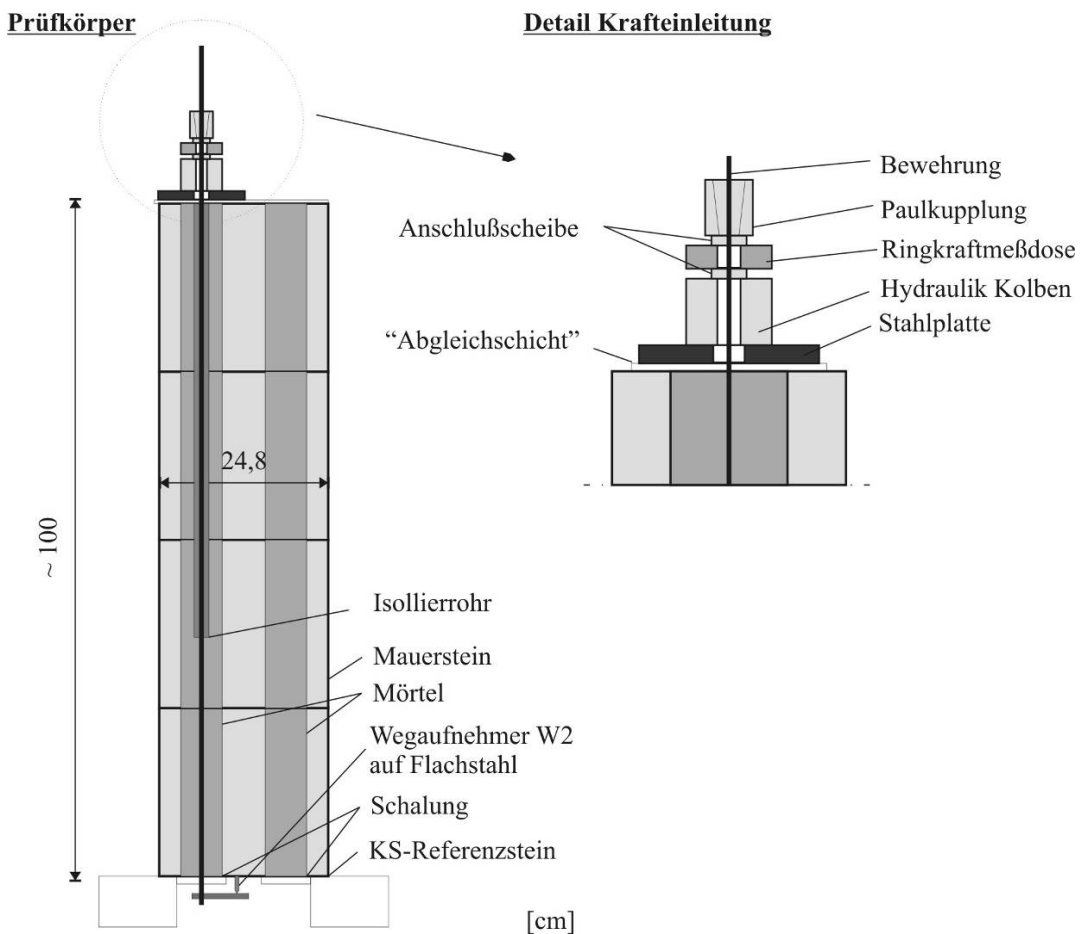 Prüfkörper
Detail Krafteinleitung
Bewehrung
Paulkupplung
Anschlußscheibe
Ringkraftmeßdose
Hydraulik Kolben
Stahlplatte
“Abgleichschicht”
24,8
~ 100
Isollierrohr
Mauerstein
Mörtel
Wegaufnehmer W2
auf Flachstahl
Schalung
KS-Referenzstein
[cm]